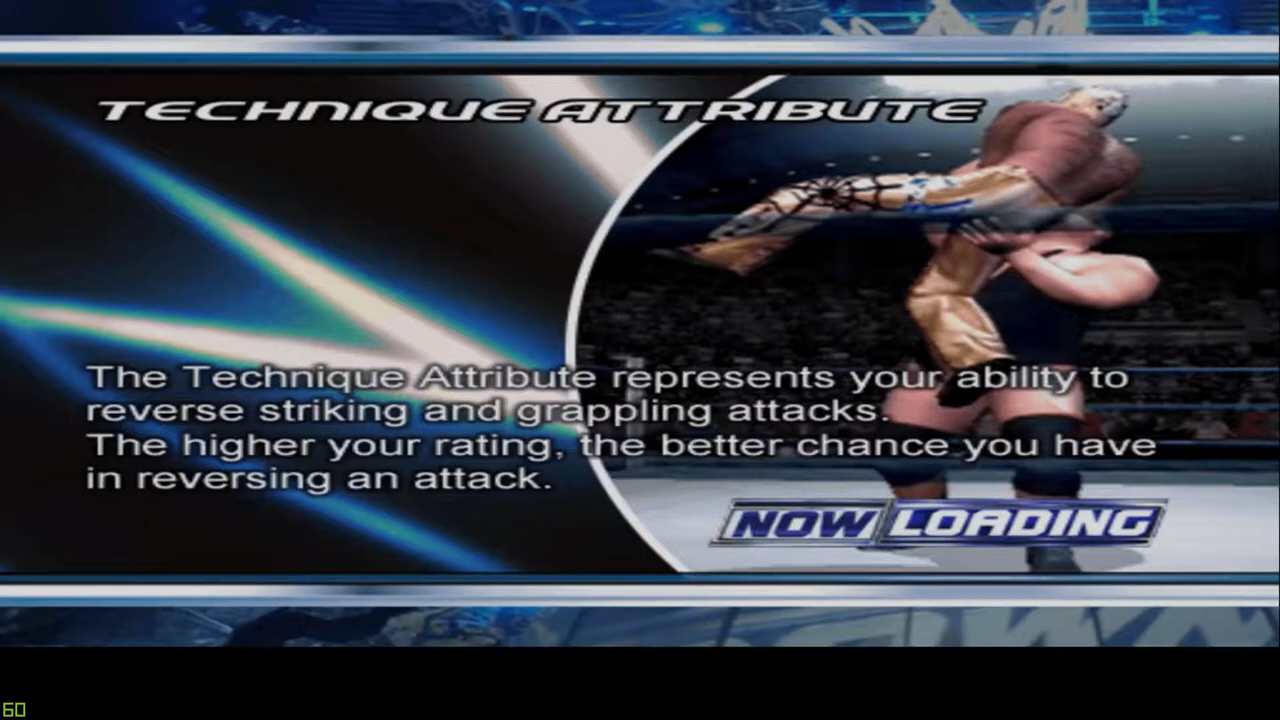 TECHNIQUE ATTRIBUTE
The Technique Attribute represents your ability to
reverse striking and grappling attacks.
The higher your rating, the better chance you have
in reversing an attack.
NOW LOADING
60